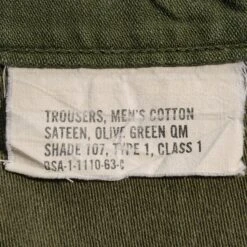 TROUSERS, MEN'S COTTON
SATEEN, OLIVE GREEN QM
SHADE 107, TYPE 1, CLASS 1
DSA-1-1110-63-C